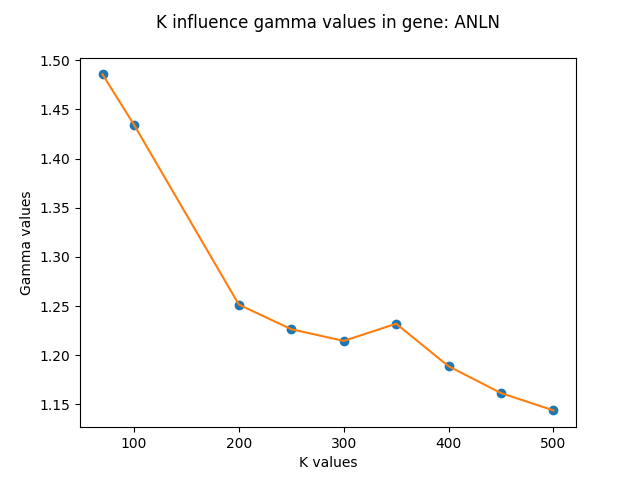 K influence gamma values in gene: ANLN
1.50
1.45
1.40
1.35
1.30
1.25
1.20
1.15
Gamma values
100 200 300 400 500
K values